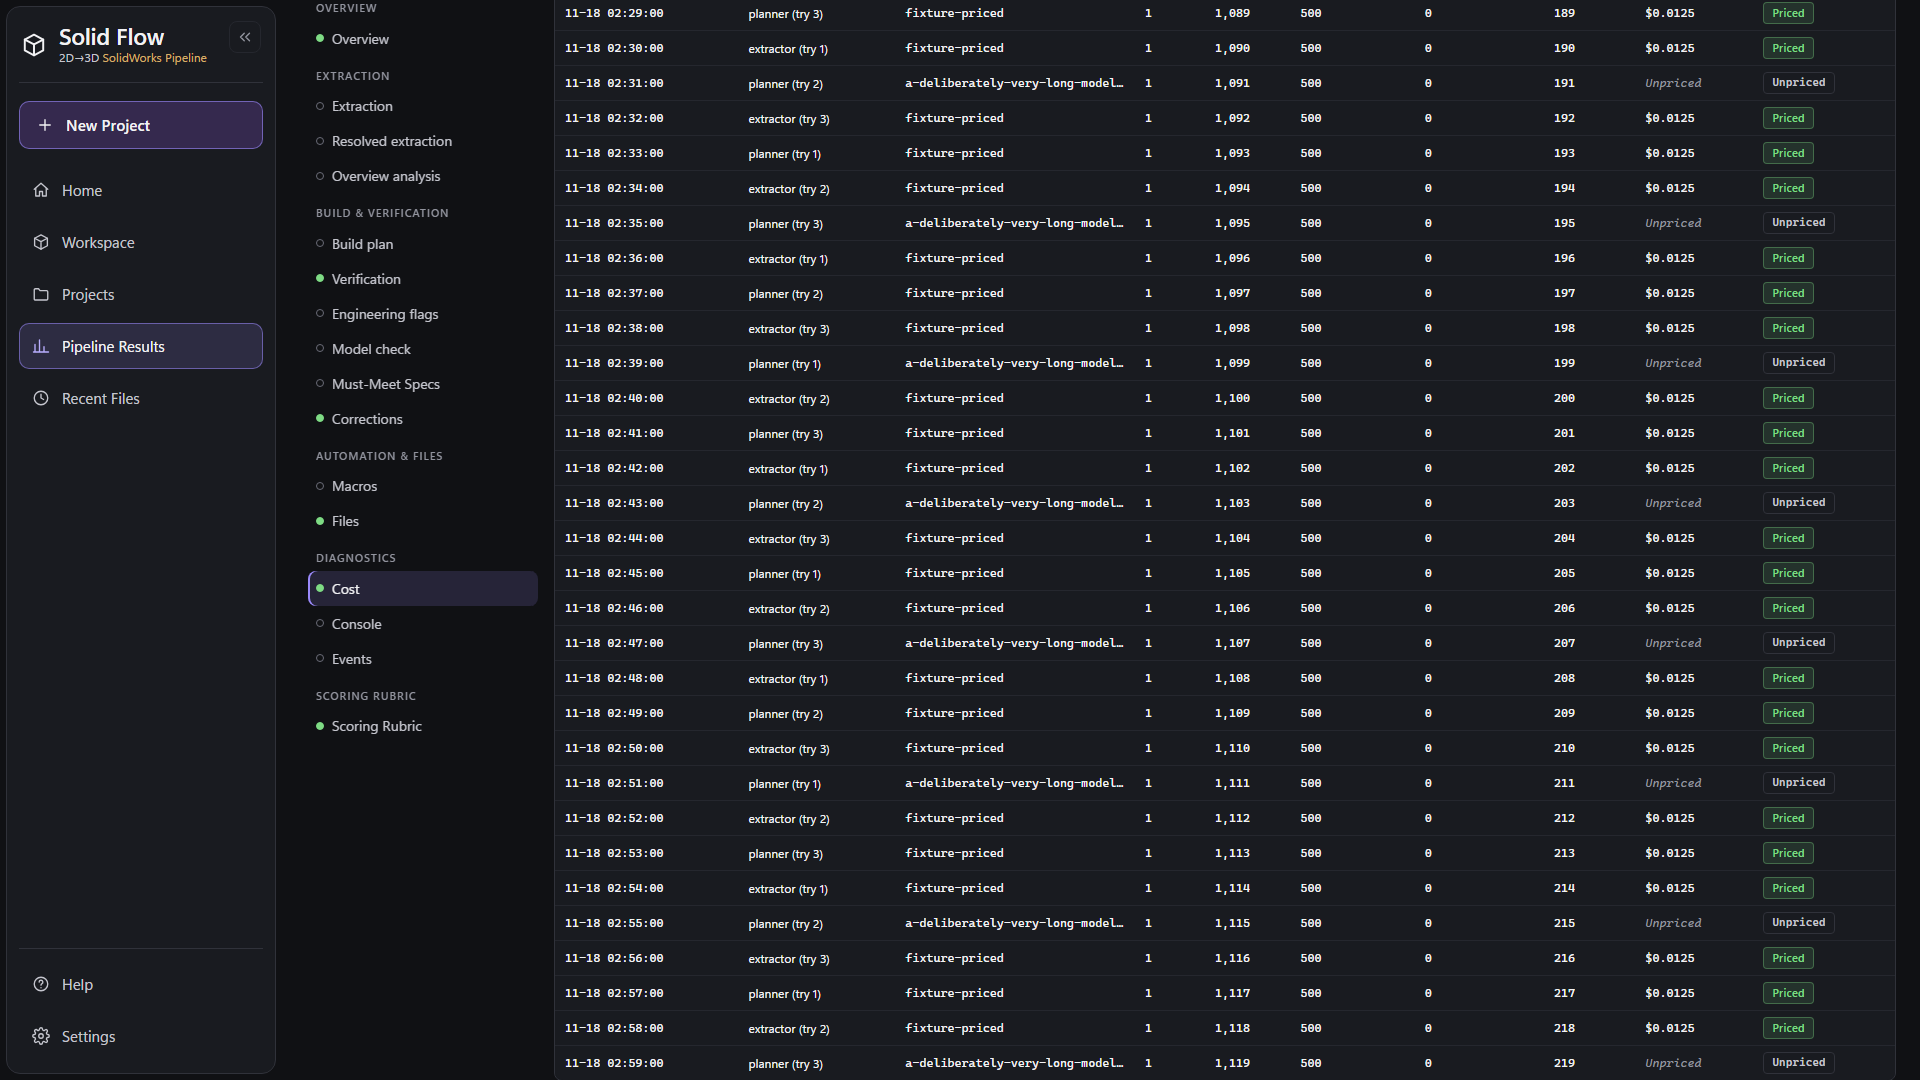 Solid Flow
2D→3D SolidWorks Pipeline
New Project
Home
Workspace
Projects
Pipeline Results
Recent Files
Help
Settings
OVERVIEW
Overview
EXTRACTION
Extraction
Resolved extraction
Overview analysis
BUILD & VERIFICATION
Build plan
Verification
Engineering flags
Model check
Must-Meet Specs
Corrections
AUTOMATION & FILES
Macros
Files
DIAGNOSTICS
Cost
Console
Events
SCORING RUBRIC
Scoring Rubric
11-18 02:29:00 planner (try 3) fixture-priced 1 1,089 500 0 189 $0.0125 Priced
11-18 02:30:00 extractor (try 1) fixture-priced 1 1,090 500 0 190 $0.0125 Priced
11-18 02:31:00 planner (try 2) a-deliberately-very-long-model… 1 1,091 500 0 191 Unpriced Unpriced
11-18 02:32:00 extractor (try 3) fixture-priced 1 1,092 500 0 192 $0.0125 Priced
11-18 02:33:00 planner (try 1) fixture-priced 1 1,093 500 0 193 $0.0125 Priced
11-18 02:34:00 extractor (try 2) fixture-priced 1 1,094 500 0 194 $0.0125 Priced
11-18 02:35:00 planner (try 3) a-deliberately-very-long-model… 1 1,095 500 0 195 Unpriced Unpriced
11-18 02:36:00 extractor (try 1) fixture-priced 1 1,096 500 0 196 $0.0125 Priced
11-18 02:37:00 planner (try 2) fixture-priced 1 1,097 500 0 197 $0.0125 Priced
11-18 02:38:00 extractor (try 3) fixture-priced 1 1,098 500 0 198 $0.0125 Priced
11-18 02:39:00 planner (try 1) a-deliberately-very-long-model… 1 1,099 500 0 199 Unpriced Unpriced
11-18 02:40:00 extractor (try 2) fixture-priced 1 1,100 500 0 200 $0.0125 Priced
11-18 02:41:00 planner (try 3) fixture-priced 1 1,101 500 0 201 $0.0125 Priced
11-18 02:42:00 extractor (try 1) fixture-priced 1 1,102 500 0 202 $0.0125 Priced
11-18 02:43:00 planner (try 2) a-deliberately-very-long-model… 1 1,103 500 0 203 Unpriced Unpriced
11-18 02:44:00 extractor (try 3) fixture-priced 1 1,104 500 0 204 $0.0125 Priced
11-18 02:45:00 planner (try 1) fixture-priced 1 1,105 500 0 205 $0.0125 Priced
11-18 02:46:00 extractor (try 2) fixture-priced 1 1,106 500 0 206 $0.0125 Priced
11-18 02:47:00 planner (try 3) a-deliberately-very-long-model… 1 1,107 500 0 207 Unpriced Unpriced
11-18 02:48:00 extractor (try 1) fixture-priced 1 1,108 500 0 208 $0.0125 Priced
11-18 02:49:00 planner (try 2) fixture-priced 1 1,109 500 0 209 $0.0125 Priced
11-18 02:50:00 extractor (try 3) fixture-priced 1 1,110 500 0 210 $0.0125 Priced
11-18 02:51:00 planner (try 1) a-deliberately-very-long-model… 1 1,111 500 0 211 Unpriced Unpriced
11-18 02:52:00 extractor (try 2) fixture-priced 1 1,112 500 0 212 $0.0125 Priced
11-18 02:53:00 planner (try 3) fixture-priced 1 1,113 500 0 213 $0.0125 Priced
11-18 02:54:00 extractor (try 1) fixture-priced 1 1,114 500 0 214 $0.0125 Priced
11-18 02:55:00 planner (try 2) a-deliberately-very-long-model… 1 1,115 500 0 215 Unpriced Unpriced
11-18 02:56:00 extractor (try 3) fixture-priced 1 1,116 500 0 216 $0.0125 Priced
11-18 02:57:00 planner (try 1) fixture-priced 1 1,117 500 0 217 $0.0125 Priced
11-18 02:58:00 extractor (try 2) fixture-priced 1 1,118 500 0 218 $0.0125 Priced
11-18 02:59:00 planner (try 3) a-deliberately-very-long-model… 1 1,119 500 0 219 Unpriced Unpriced